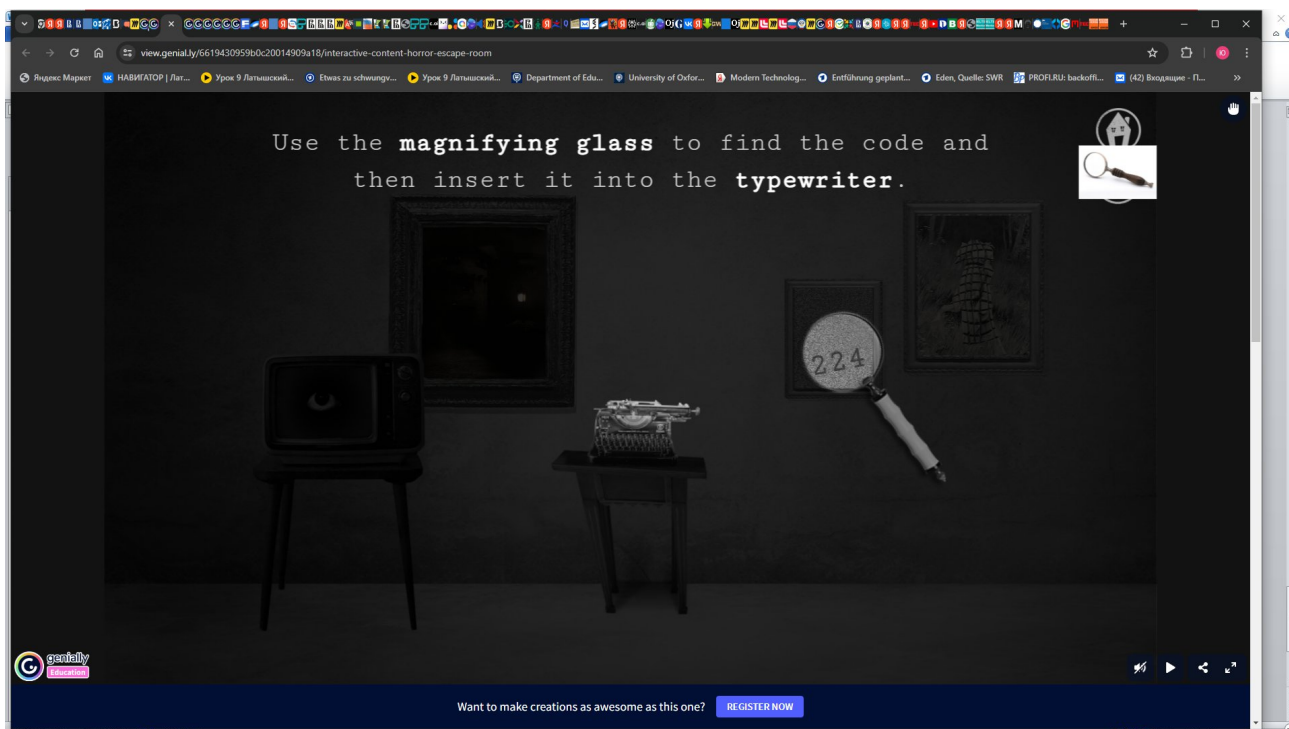 view.genial.ly/6619430959b0c20014909a18/interactive-content-horror-escape-room
Яндекс Маркет НАВИГАТОР | Лат... Урок 9 Латышский... Etwas zu schwungv... Урок 9 Латышский... Department of Edu... University of Oxfor... Modern Technolog... Entführung geplant... Eden, Quelle: SWR PROFI.RU: backoffi... (42) Входящие - П...
Use the magnifying glass to find the code and
then insert it into the typewriter.
224
genially
Education
Want to make creations as awesome as this one? REGISTER NOW